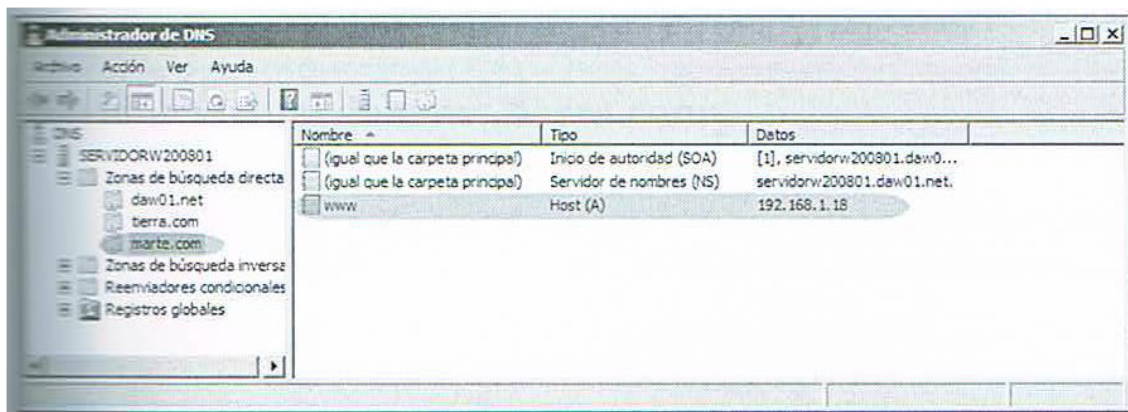 Administrador de DNS
Archivo Acción Ver Ayuda
DNS
SERVIDORW200801
Zonas de búsqueda directa
daw01.net
tierra.com
marte.com
Zonas de búsqueda inversa
Reenviadores condicionales
Registros globales
Nombre Tipo Datos
(igual que la carpeta principal) Inicio de autoridad (SOA) [1], servidorw200801.daw0...
(igual que la carpeta principal) Servidor de nombres (NS) servidorw200801.daw01.net.
www Host (A) 192.168.1.18